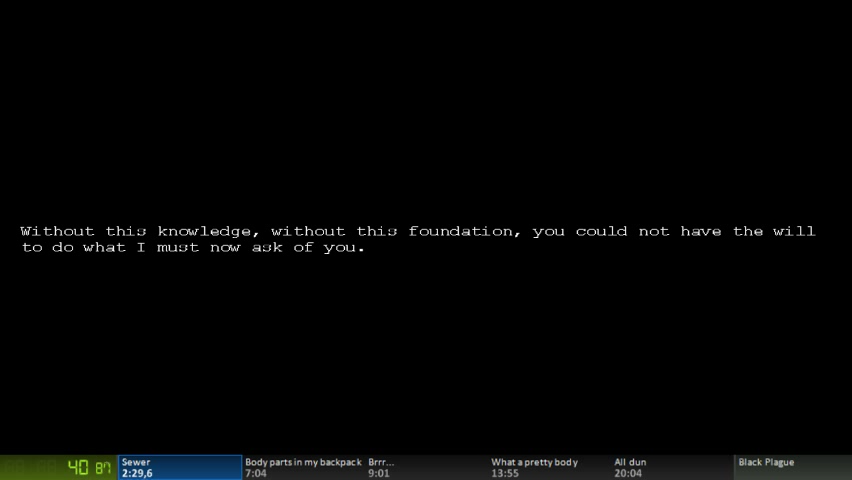 Without this knowledge, without this foundation, you could not have the will
to do what I must now ask of you.
40 87
Sewer
2:29,6
Body parts in my backpack
7:04
Brrr...
9:01
What a pretty body
13:55
All dun
20:04
Black Plague